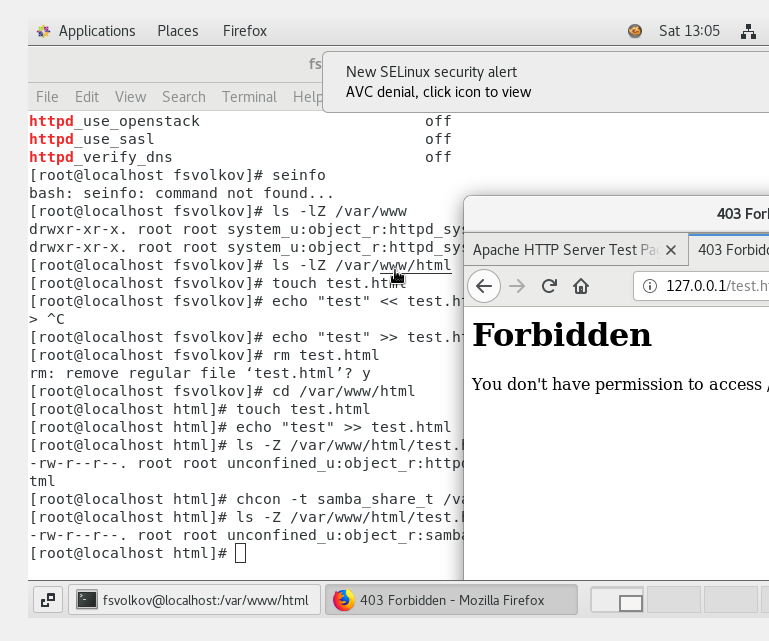 Applications Places Firefox Sat 13:05
fs
New SELinux security alert
AVC denial, click icon to view
File Edit View Search Terminal Help
httpd_use_openstack off
httpd_use_sasl off
httpd_verify_dns off
[root@localhost fsvolkov]# seinfo
bash: seinfo: command not found...
[root@localhost fsvolkov]# ls -lZ /var/www
drwxr-xr-x. root root system_u:object_r:httpd_sys
drwxr-xr-x. root root system_u:object_r:httpd_sys
[root@localhost fsvolkov]# ls -lZ /var/www/html
[root@localhost fsvolkov]# touch test.html
[root@localhost fsvolkov]# echo "test" << test.ht
> ^C
[root@localhost fsvolkov]# echo "test" >> test.ht
[root@localhost fsvolkov]# rm test.html
rm: remove regular file ‘test.html’? y
[root@localhost fsvolkov]# cd /var/www/html
[root@localhost html]# touch test.html
[root@localhost html]# echo "test" >> test.html
[root@localhost html]# ls -Z /var/www/html/test.h
-rw-r--r--. root root unconfined_u:object_r:httpd
tml
[root@localhost html]# chcon -t samba_share_t /va
[root@localhost html]# ls -Z /var/www/html/test.h
-rw-r--r--. root root unconfined_u:object_r:samba
[root@localhost html]#
403 Forb
Apache HTTP Server Test Pa 403 Forbidd
127.0.0.1/test.h
Forbidden
You don't have permission to access /
fsvolkov@localhost:/var/www/html 403 Forbidden - Mozilla Firefox